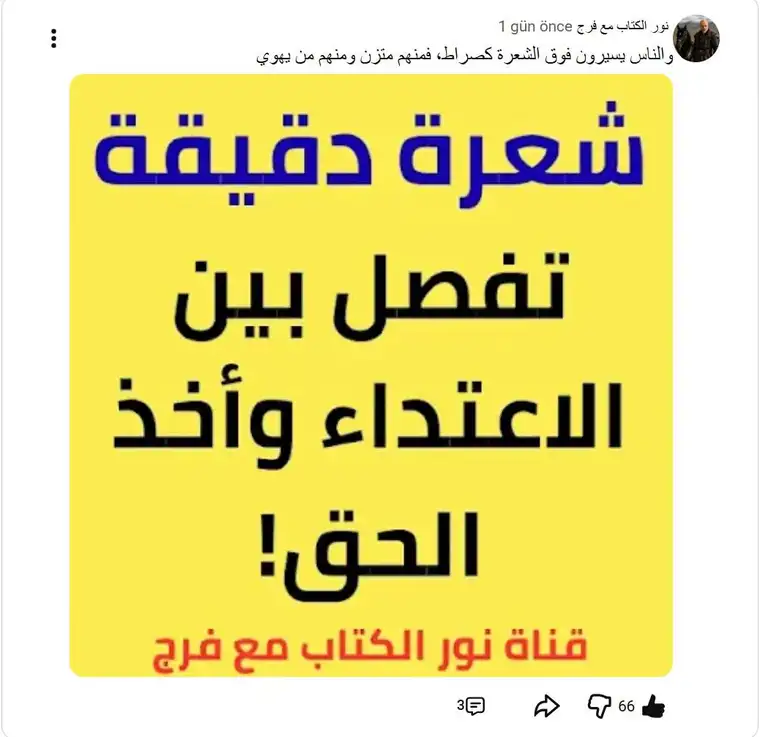 نور الكتاب مع فرج 1 gün önce
والناس يسيرون فوق الشعرة كصراط، فمنهم متزن ومنهم من يهوي
شعرة دقيقة
تفصل بين
الاعتداء وأخذ
الحق!
قناة نور الكتاب مع فرج
66 3